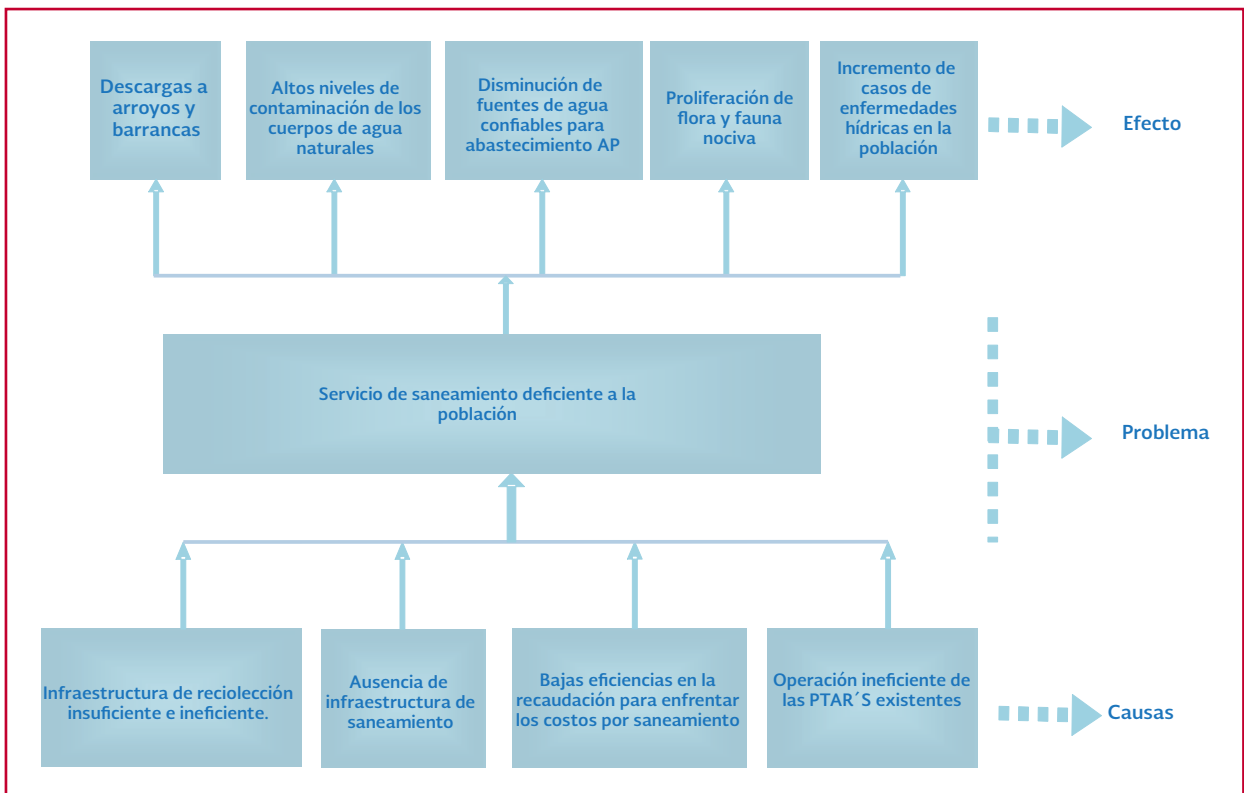 Descargas a
arroyos y
barrancas
Altos niveles de
contaminación de los
cuerpos de agua
naturales
Disminución de
fuentes de agua
confiables para
abastecimiento AP
Proliferación de
flora y fauna
nociva
Incremento de
casos de
enfermedades
hídricas en la
población
Efecto
Servicio de saneamiento deficiente a la
población
Problema
Infraestructura de reciolección
insuficiente e ineficiente.
Ausencia de
infraestructura de
saneamiento
Bajas eficiencias en la
recaudación para enfrentar
los costos por saneamiento
Operación ineficiente de
las PTAR´S existentes
Causas